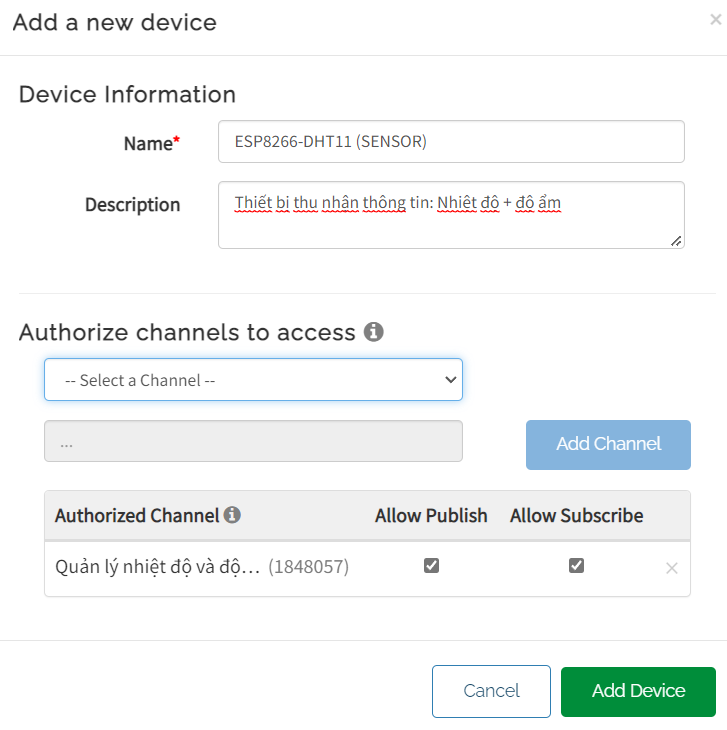 Add a new device
×
Device Information
Name*
ESP8266-DHT11 (SENSOR)
Description
Thiết bị thu nhận thông tin: Nhiệt độ + độ ẩm
Authorize channels to access
-- Select a Channel --
...
Add Channel
Authorized Channel Allow Publish Allow Subscribe
Quản lý nhiệt độ và độ... (1848057) ×
Cancel Add Device